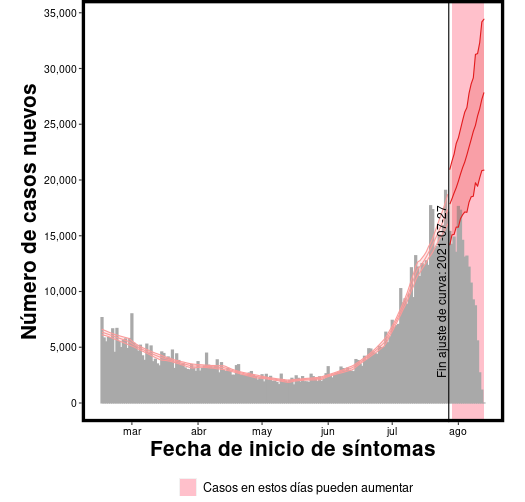 Número de casos nuevos
35,000
30,000
25,000
20,000
15,000
10,000
5,000
0
Fin ajuste de curva: 2021-07-27
mar abr may jun jul ago
Fecha de inicio de síntomas
Casos en estos días pueden aumentar